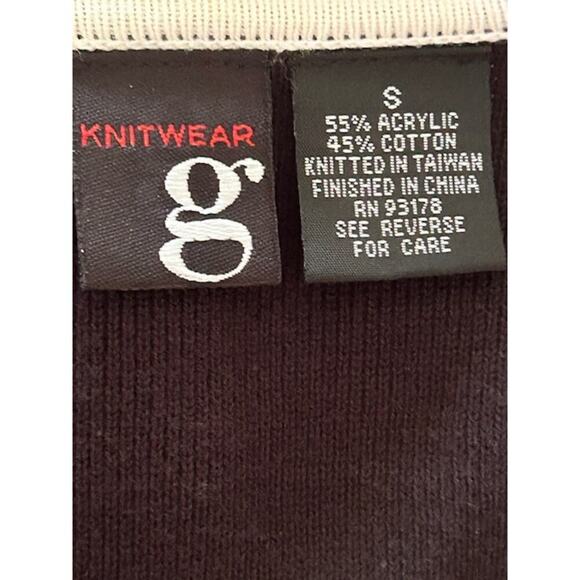 KNITWEAR
g
S
55% ACRYLIC
45% COTTON
KNITTED IN TAIWAN
FINISHED IN CHINA
RN 93178
SEE REVERSE
FOR CARE